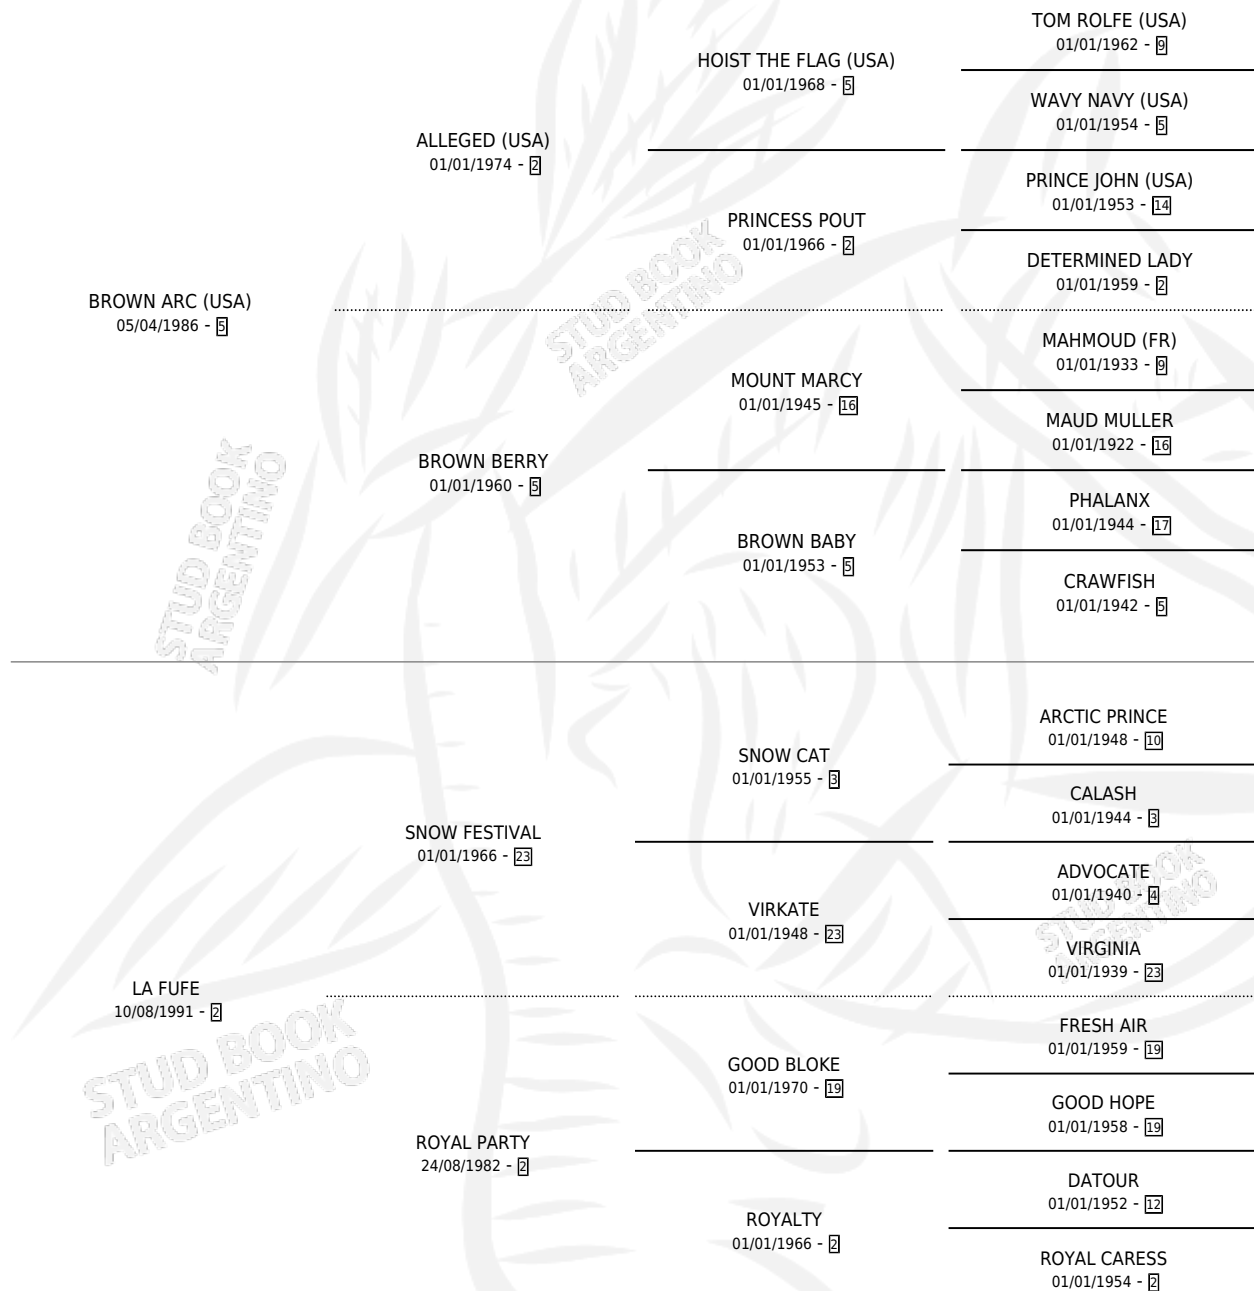 TOM ROLFE (USA)
01/01/1962 - 9
HOIST THE FLAG (USA)
01/01/1968 - 5
WAVY NAVY (USA)
01/01/1954 - 5
ALLEGED (USA)
01/01/1974 - 2
PRINCE JOHN (USA)
01/01/1953 - 14
PRINCESS POUT
01/01/1966 - 2
DETERMINED LADY
01/01/1959 - 2
BROWN ARC (USA)
05/04/1986 - 5
MAHMOUD (FR)
01/01/1933 - 9
MOUNT MARCY
01/01/1945 - 16
MAUD MULLER
01/01/1922 - 16
BROWN BERRY
01/01/1960 - 5
PHALANX
01/01/1944 - 17
BROWN BABY
01/01/1953 - 5
CRAWFISH
01/01/1942 - 5
ARCTIC PRINCE
01/01/1948 - 10
SNOW CAT
01/01/1955 - 3
CALASH
01/01/1944 - 3
SNOW FESTIVAL
01/01/1966 - 23
ADVOCATE
01/01/1940 - 4
VIRKATE
01/01/1948 - 23
VIRGINIA
01/01/1939 - 23
LA FUFE
10/08/1991 - 2
FRESH AIR
01/01/1959 - 19
GOOD BLOKE
01/01/1970 - 19
GOOD HOPE
01/01/1958 - 19
ROYAL PARTY
24/08/1982 - 2
DATOUR
01/01/1952 - 12
ROYALTY
01/01/1966 - 2
ROYAL CARESS
01/01/1954 - 2
STUD BOOK
ARGENTINO
STUD BOOK
ARGENTINO
STUD BOOK
ARGENTINO
STUD BOOK
ARGENTINO